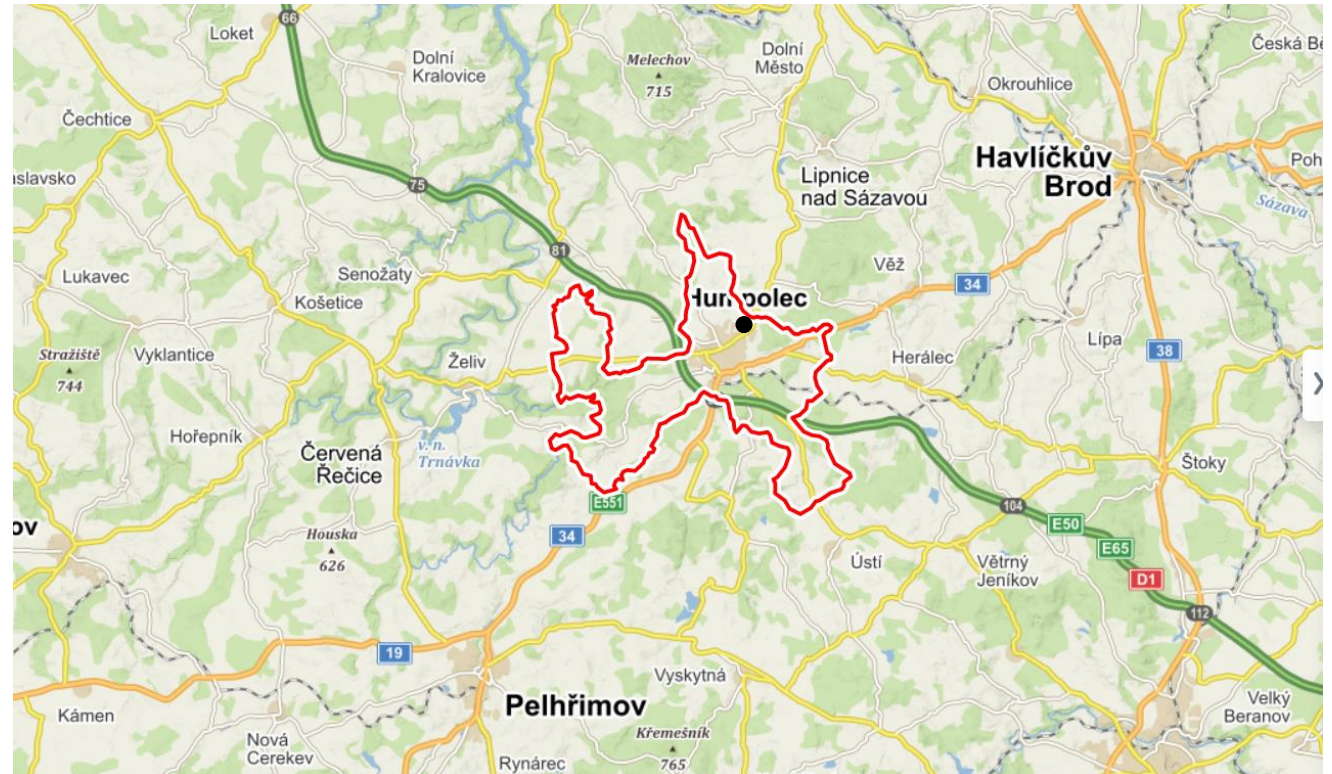 66
Loket
Dolní
Kralovice
Melechov
715
Dolní
Město
Česká Bě
Okrouhlice
Čechtice
Havlíčkův
Brod
Poh
aslavsko
75
Lipnice
nad Sázavou
Sázava
81
Senožaty
Věž
Lukavec
Košetice
34
Humpolec
Stražiště
744
Vyklantice
Želiv
Herálec
Lípa
38
Hořepník
Červená
Řečice
v. n.
Trnávka
Štoky
E551
ov
Houska
626
34
104
E50
E65
Ústí
Větrný
Jeníkov
D1
112
19
Vyskytná
Pelhřimov
Velký
Beranov
Kámen
Nová
Cerekev
Křemešník
765
Rynárec